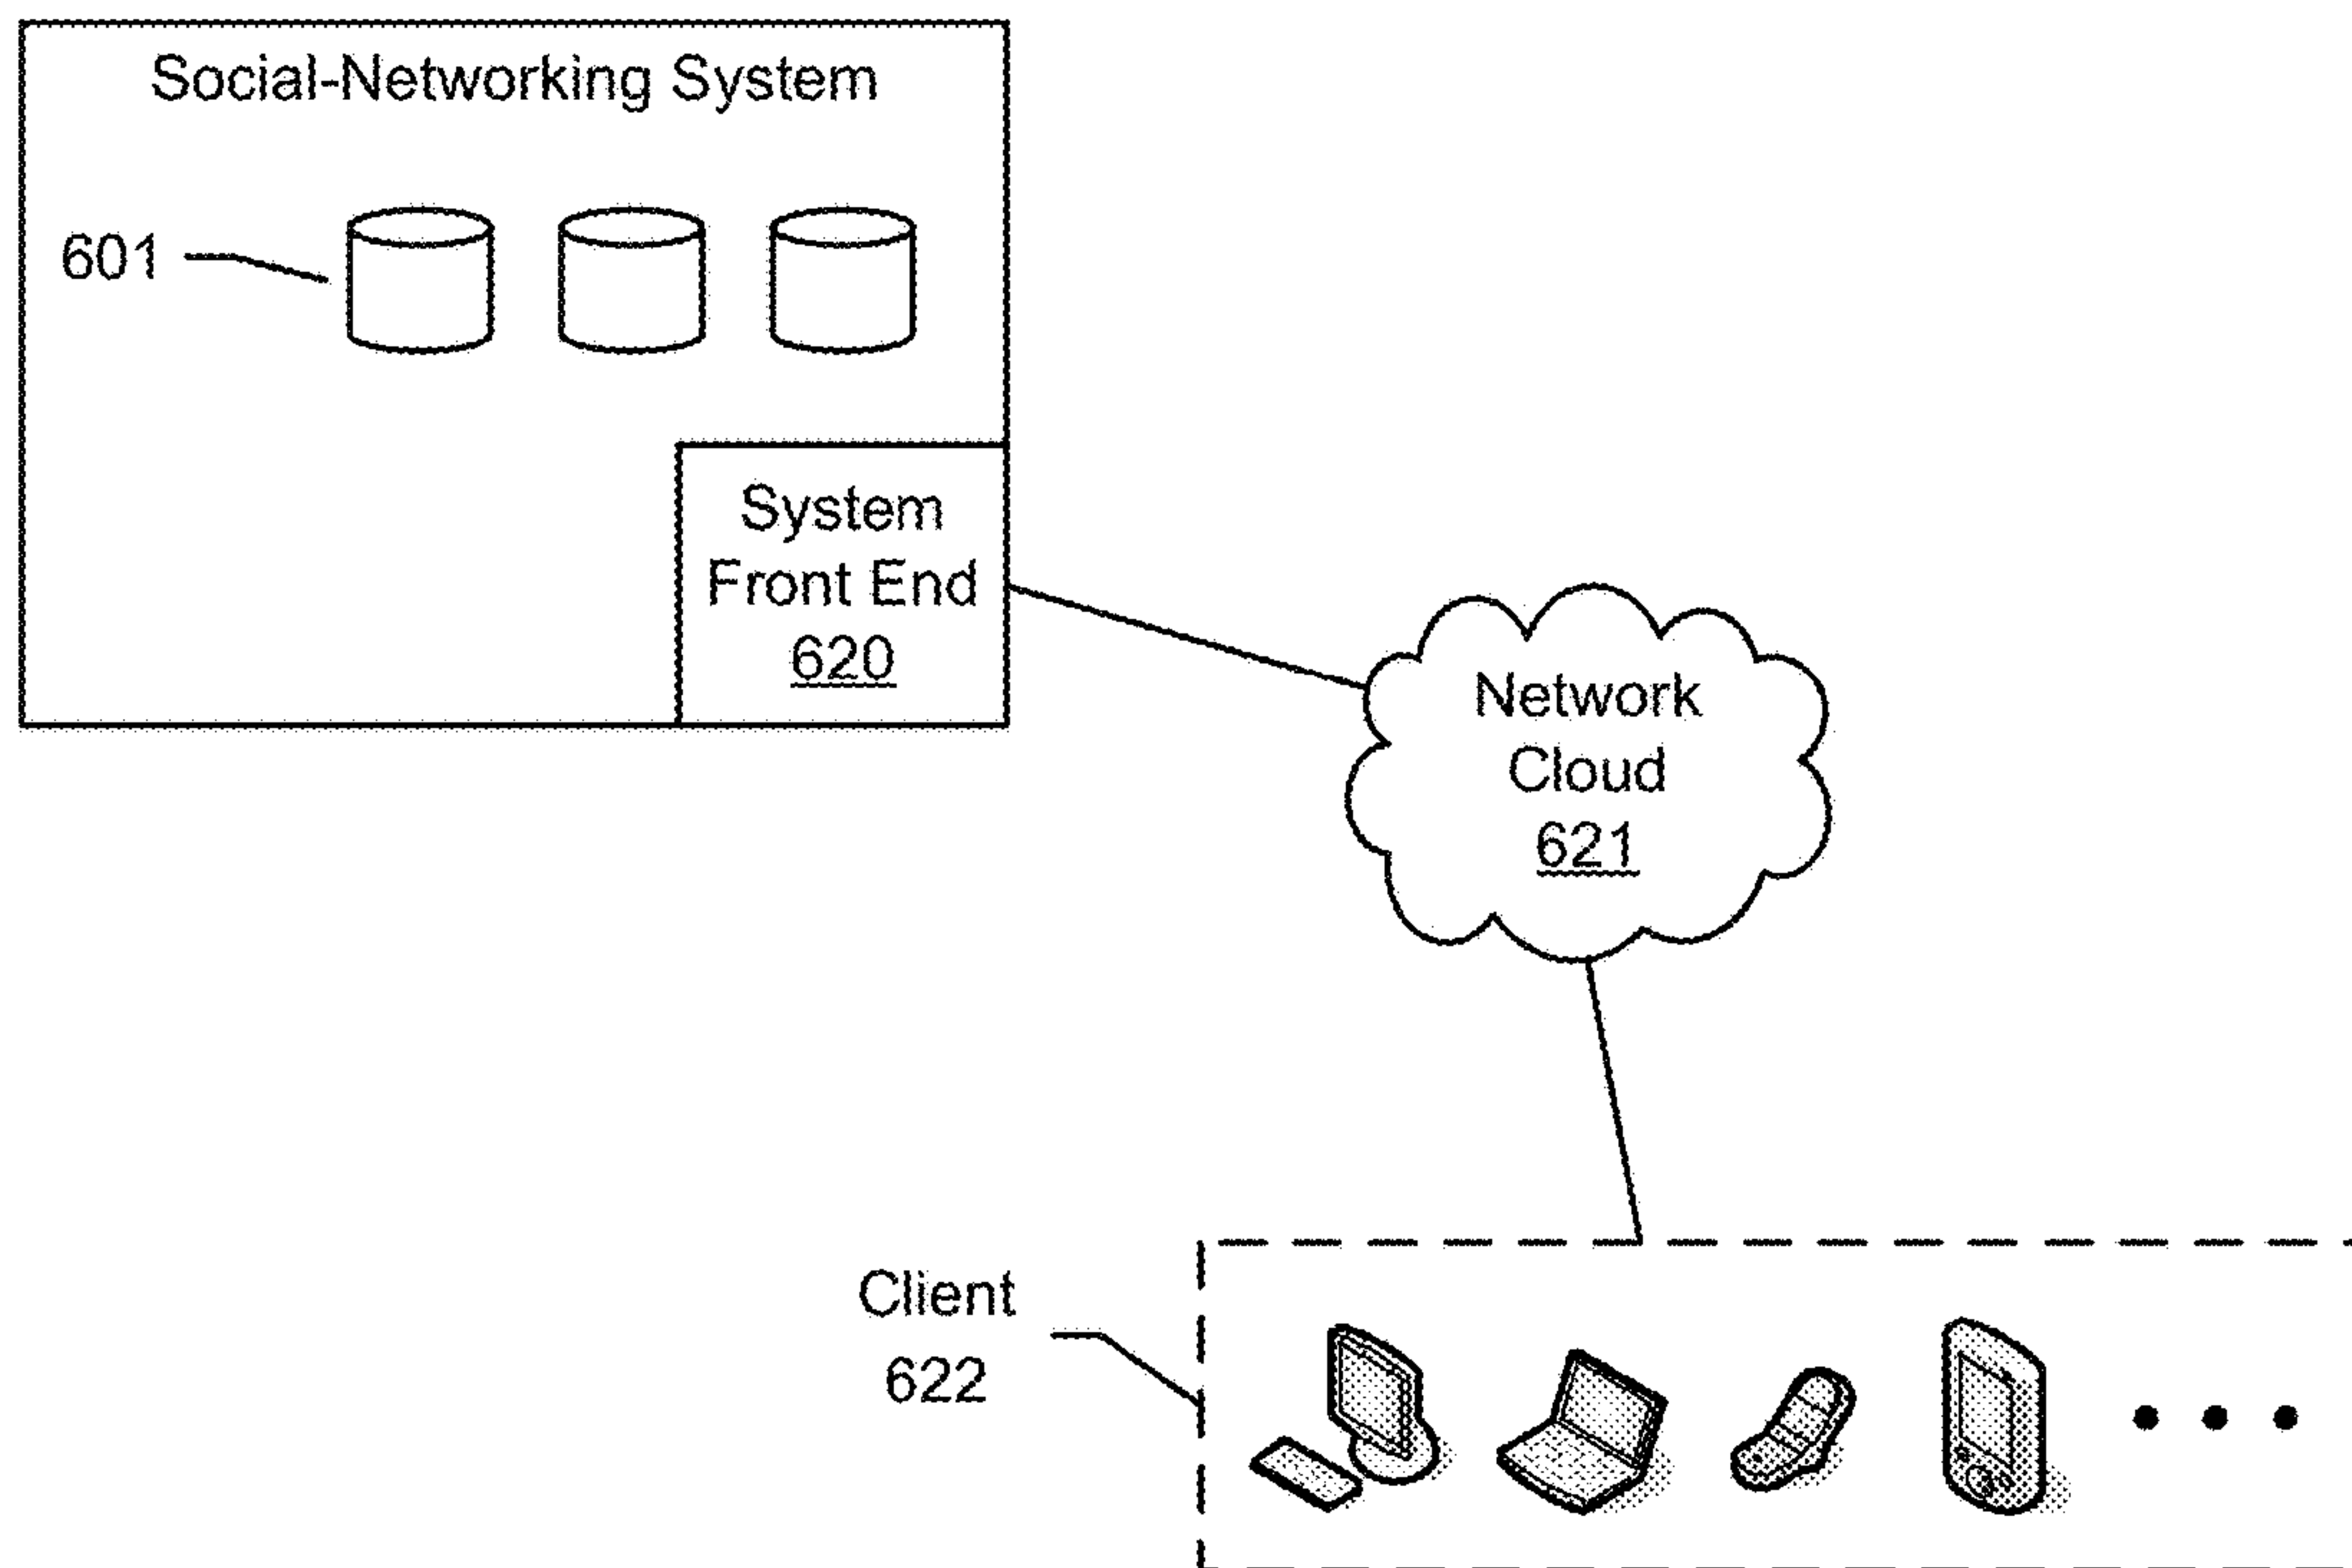 Social-Networking System
601
System
Front End
620
Network
Cloud
621
Client
622